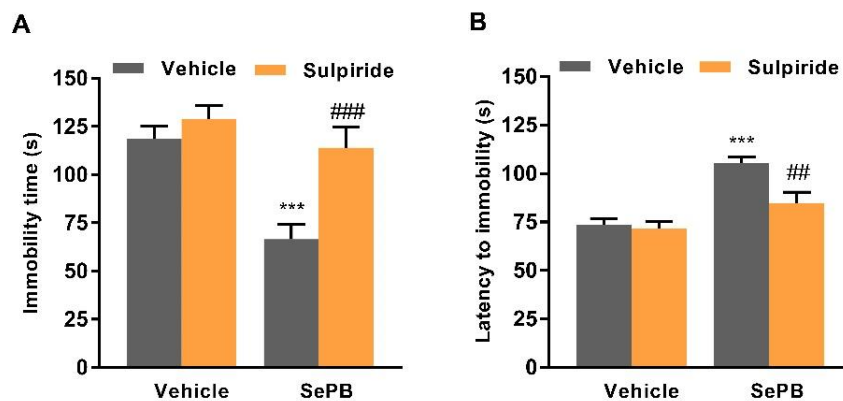 A
Vehicle Sulpiride
Immobility time (s)
150
125
100
75
50
25
0
***
###
Vehicle SePB
B
Vehicle Sulpiride
Latency to immobility (s)
150
125
100
75
50
25
0
***
##
Vehicle SePB